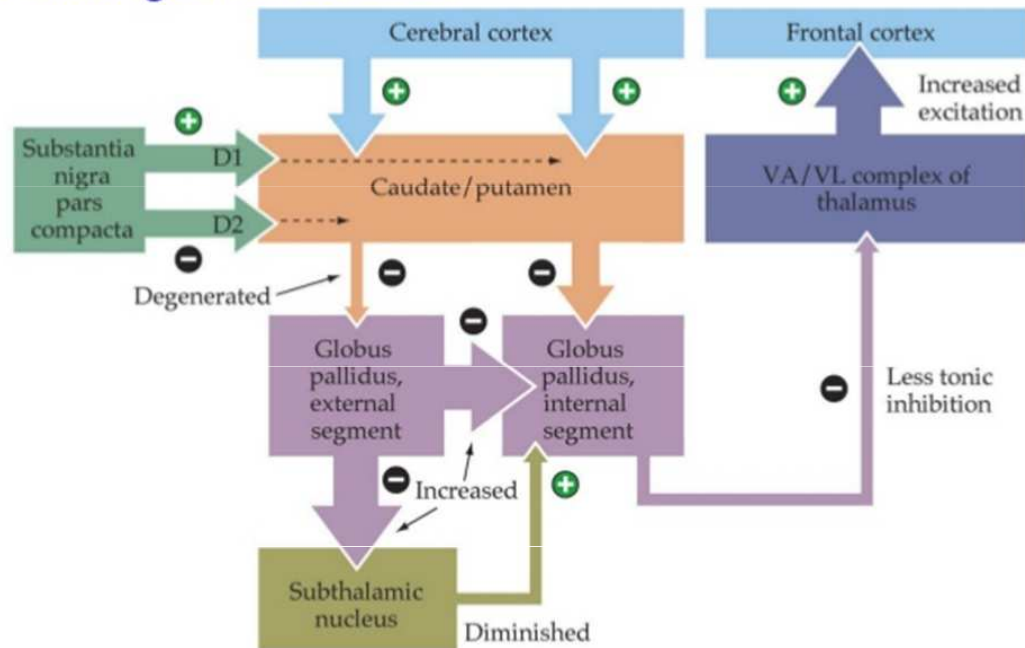 Cerebral cortex
Frontal cortex
+
+
+
Increased
excitation
+
Substantia
nigra
pars
compacta
D1
D2
Caudate/putamen
VA/VL complex of
thalamus
−
Degenerated
−
−
−
Globus
pallidus,
external
segment
Globus
pallidus,
internal
segment
−
Less tonic
inhibition
−
Increased
+
Subthalamic
nucleus
Diminished